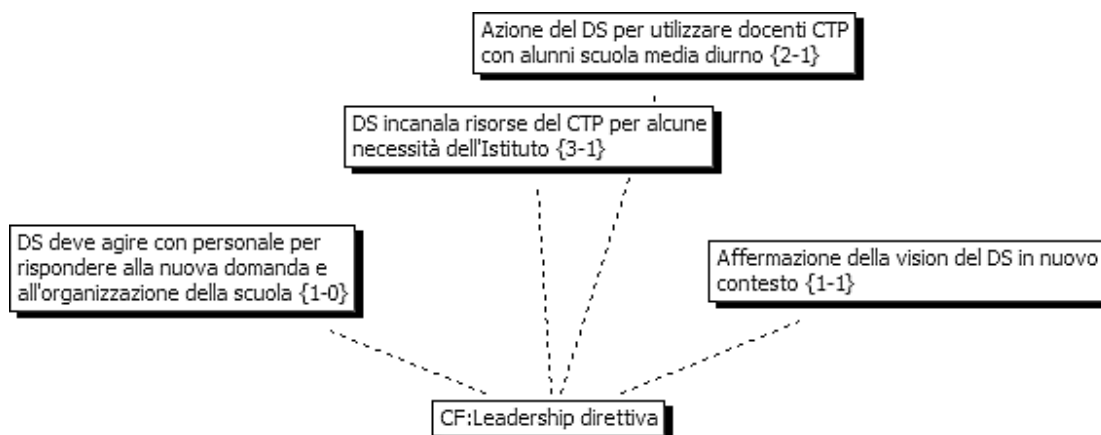 Azione del DS per utilizzare docenti CTP
con alunni scuola media diurno {2-1}
DS incanala risorse del CTP per alcune
necessità dell'Istituto {3-1}
DS deve agire con personale per
rispondere alla nuova domanda e
all'organizzazione della scuola {1-0}
Affermazione della vision del DS in nuovo
contesto {1-1}
CF:Leadership direttiva